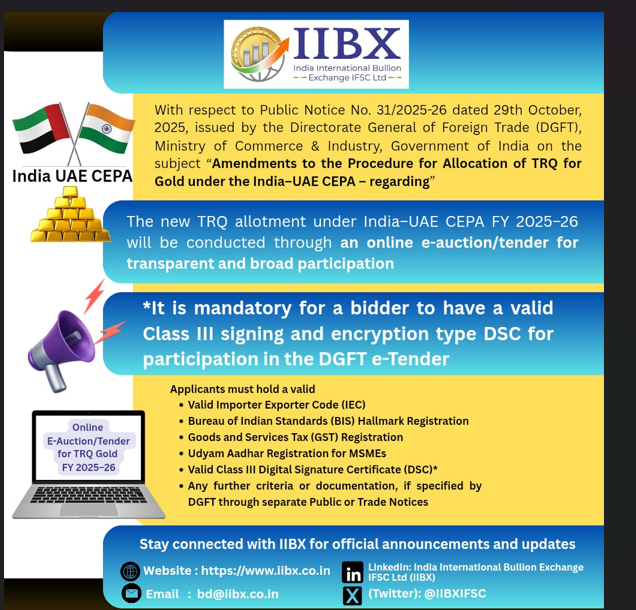 IIBX
India International Bullion
Exchange IFSC Ltd
With respect to Public Notice No. 31/2025-26 dated 29th October,
2025, issued by the Directorate General of Foreign Trade (DGFT),
Ministry of Commerce & Industry, Government of India on the
subject “Amendments to the Procedure for Allocation of TRQ for
Gold under the India–UAE CEPA – regarding”
India UAE CEPA
The new TRQ allotment under India–UAE CEPA FY 2025–26
will be conducted through an online e-auction/tender for
transparent and broad participation
*It is mandatory for a bidder to have a valid
Class III signing and encryption type DSC for
participation in the DGFT e-Tender
Applicants must hold a valid
• Valid Importer Exporter Code (IEC)
• Bureau of Indian Standards (BIS) Hallmark Registration
• Goods and Services Tax (GST) Registration
• Udyam Aadhar Registration for MSMEs
• Valid Class III Digital Signature Certificate (DSC)*
• Any further criteria or documentation, if specified by
DGFT through separate Public or Trade Notices
Online
E-Auction/Tender
for TRQ Gold
FY 2025–26
Stay connected with IIBX for official announcements and updates
Website : https://www.iibx.co.in
LinkedIn: India International Bullion Exchange
IFSC Ltd (IIBX)
Email : bd@iibx.co.in
(Twitter): @IIBXIFSC